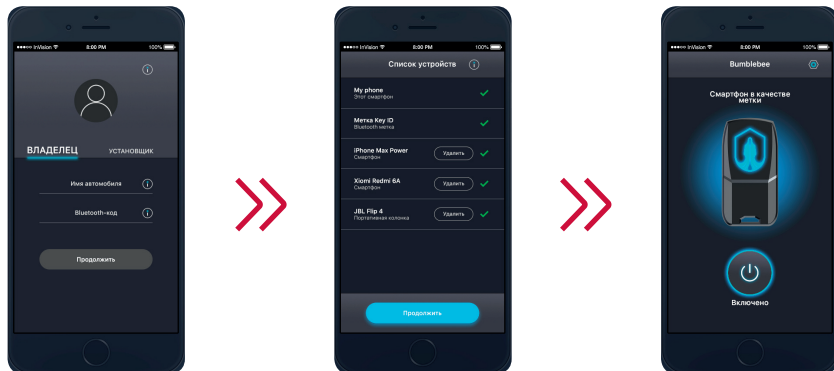 ●●●○○ InVision 8:00 PM 100%
ВЛАДЕЛЕЦ УСТАНОВЩИК
Имя автомобиля
Bluetooth-код
Продолжить
●●●○○ InVision 8:00 PM 100%
Список устройств
My phone
Этот смартфон
Метка Key ID
Bluetooth метка
iPhone Max Power
Смартфон
Удалить
Xiomi Redmi 6A
Смартфон
Удалить
JBL Flip 4
Портативная колонка
Удалить
Продолжить
●●●○○ InVision 8:00 PM 100%
Bumblebee
Смартфон в качестве
метки
Включено